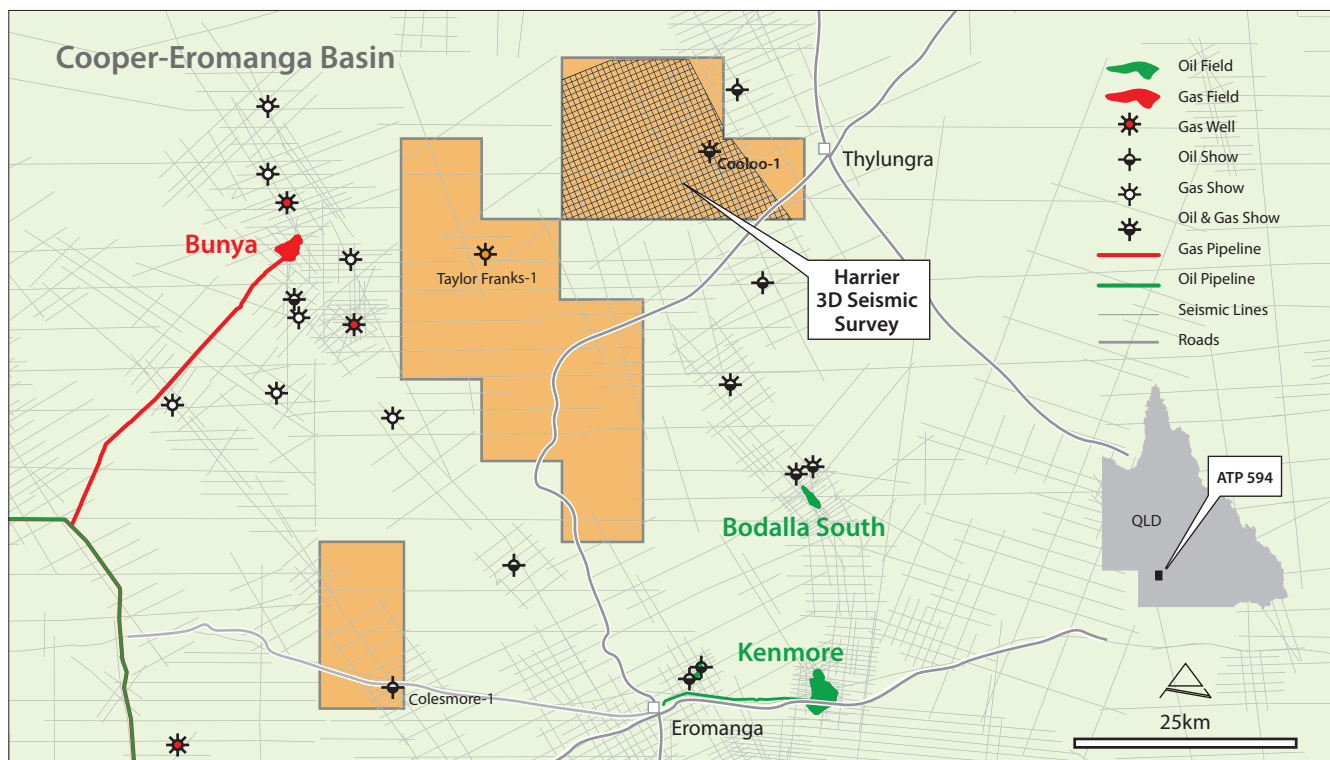 Cooper-Eromanga Basin
Oil Field
Gas Field
Gas Well
Oil Show
Gas Show
Oil & Gas Show
Gas Pipeline
Oil Pipeline
Seismic Lines
Roads
Cooloo-1
Thylungra
Bunya
Taylor Franks-1
Harrier
3D Seismic
Survey
ATP 594
QLD
Bodalla South
Kenmore
Colesmore-1
Eromanga
25km